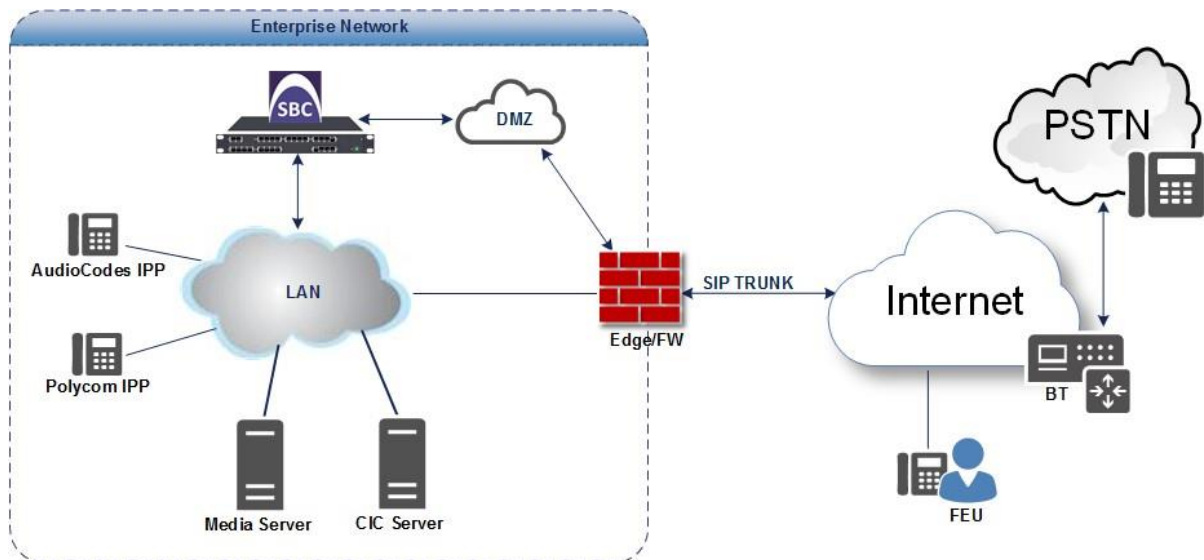 Enterprise Network
SBC
DMZ
PSTN
AudioCodes IPP
LAN
SIP TRUNK
Internet
Edge/FW
Polycom IPP
BT
Media Server
CIC Server
FEU